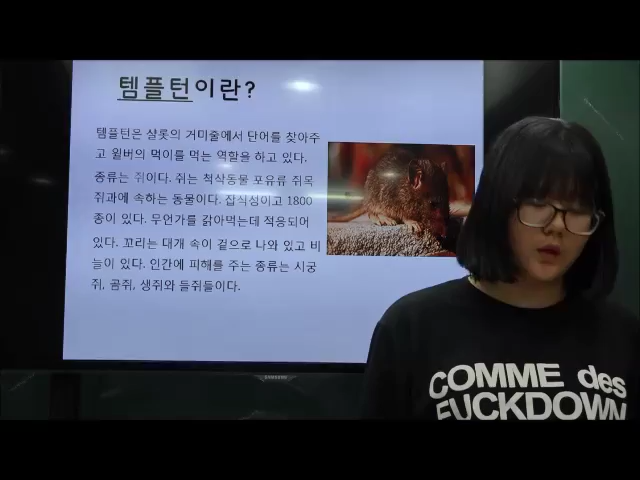 템플턴이란?
템플턴은 샬롯의 거미줄에서 단어를 찾아주
고 윌버의 먹이를 먹는 역할을 하고 있다.
종류는 쥐이다. 쥐는 척삭동물 포유류 쥐목
쥐과에 속하는 동물이다. 잡식성이고 1800
종이 있다. 무언가를 갉아먹는데 적응되어
있다. 꼬리는 대개 속이 겉으로 나와 있고 비
늘이 있다. 인간에 피해를 주는 종류는 시궁
쥐, 곰쥐, 생쥐와 들쥐들이다.
SAMSUNG
COMME des
FUCKDOWN